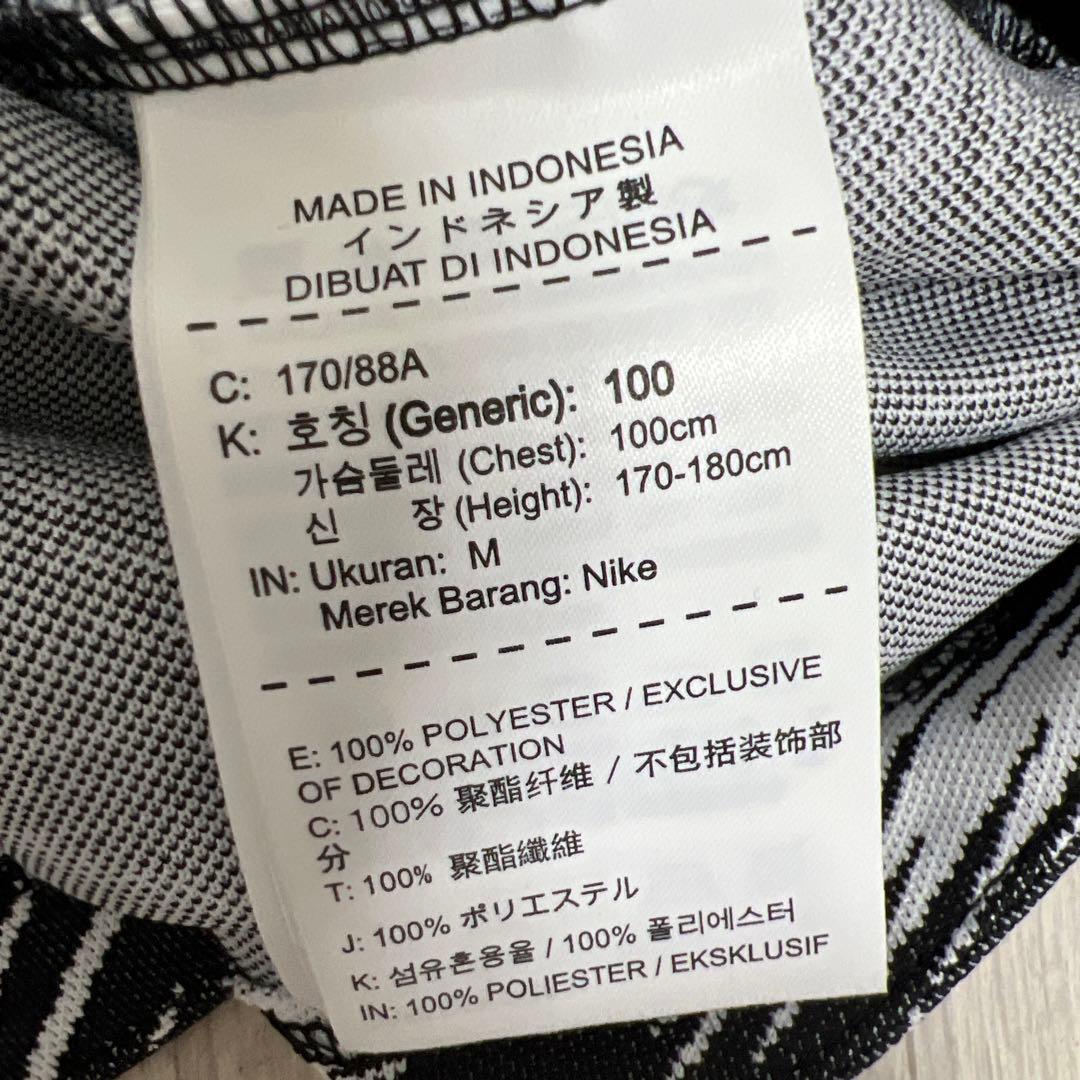 MADE IN INDONESIA
インドネシア製
DIBUAT DI INDONESIA
C: 170/88A
K: 호칭 (Generic): 100
가슴둘레 (Chest): 100cm
신 장 (Height): 170-180cm
IN: Ukuran: M
Merek Barang: Nike
E: 100% POLYESTER / EXCLUSIVE
OF DECORATION
C: 100% 聚酯纤维 / 不包括装饰部
分
T: 100% 聚酯纖維
J: 100% ポリエステル
K: 섬유혼용율 / 100% 폴리에스터
IN: 100% POLIESTER / EKSKLUSIF